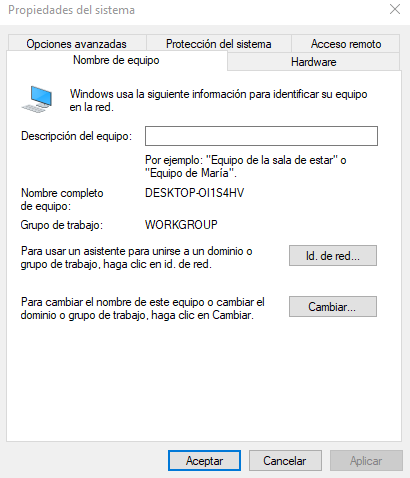 Propiedades del sistema
Opciones avanzadas
Protección del sistema
Acceso remoto
Nombre de equipo
Hardware
Windows usa la siguiente información para identificar su equipo
en la red.
Descripción del equipo:
Por ejemplo: "Equipo de la sala de estar" o
"Equipo de María".
Nombre completo
de equipo:
DESKTOP-OI1S4HV
Grupo de trabajo:
WORKGROUP
Para usar un asistente para unirse a un dominio o
grupo de trabajo, haga clic en id. de red.
Id. de red...
Para cambiar el nombre de este equipo o cambiar el
dominio o grupo de trabajo, haga clic en Cambiar.
Cambiar...
Aceptar
Cancelar
Aplicar